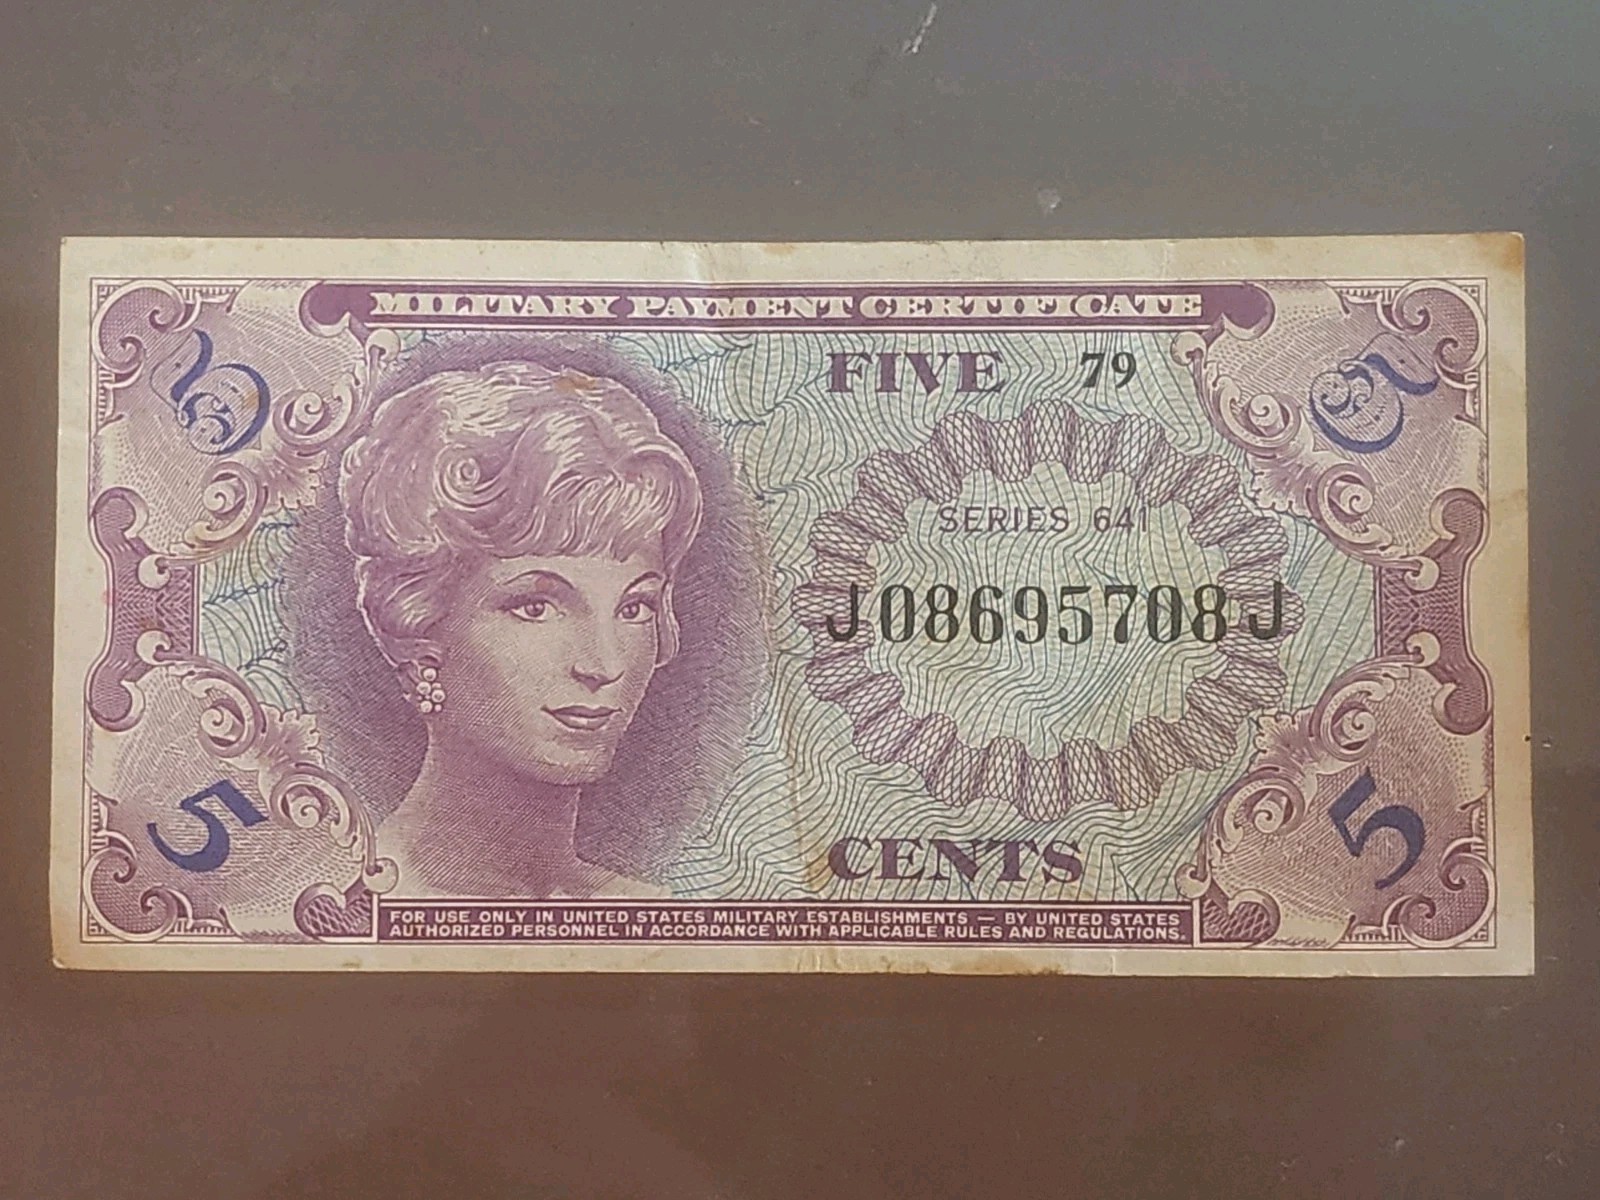 MILITARY PAYMENT CERTIFICATE
5 FIVE 79 5
SERIES 641
J08695708J
5 CENTS 5
FOR USE ONLY IN UNITED STATES MILITARY ESTABLISHMENTS — BY UNITED STATES
AUTHORIZED PERSONNEL IN ACCORDANCE WITH APPLICABLE RULES AND REGULATIONS.